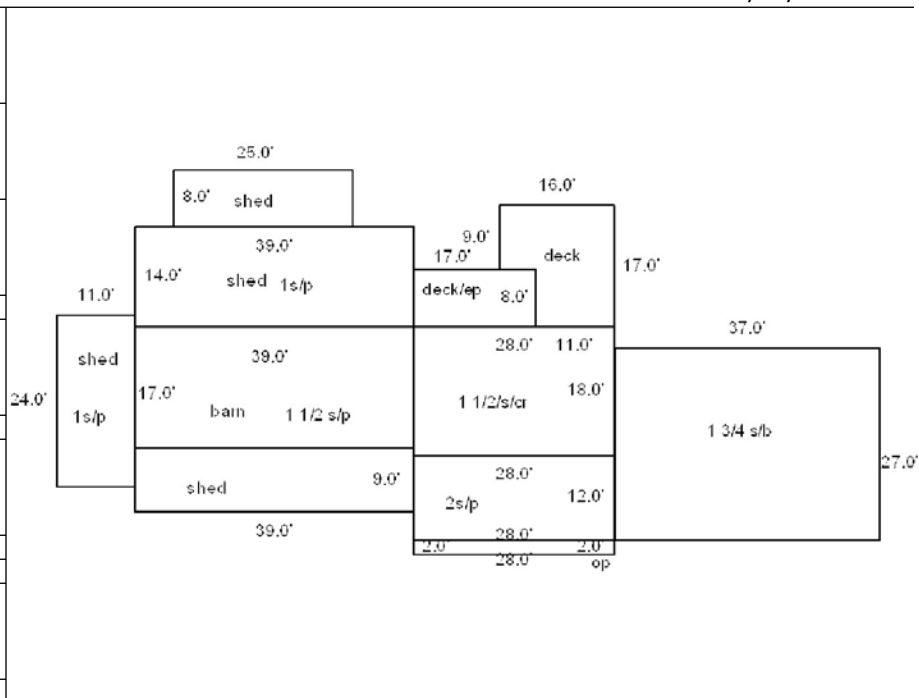 25.0'
8.0' shed
16.0'
9.0'
39.0'
17.0'
deck
17.0'
14.0'
shed 1s/p
deck/ep 8.0'
11.0'
37.0'
28.0' 11.0'
shed
39.0'
18.0'
24.0'
17.0'
1s/p
barn 1 1/2 s/p
1 1/2/s/cr
1 3/4 s/b
27.0'
28.0'
9.0'
shed
2s/p
12.0'
39.0'
28.0'
2.0' 2.0'
28.0'
op